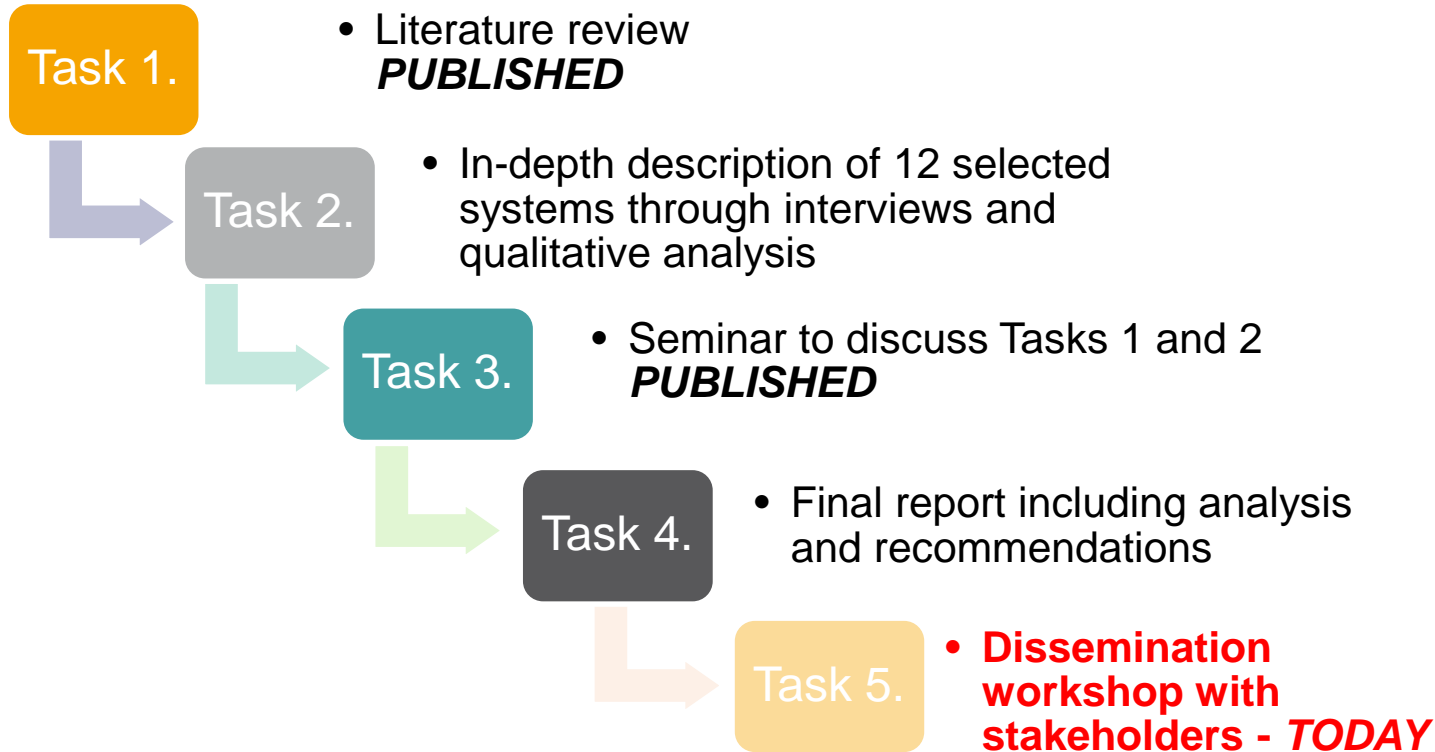 Task 1.
• Literature review
PUBLISHED
Task 2.
• In-depth description of 12 selected
systems through interviews and
qualitative analysis
Task 3.
• Seminar to discuss Tasks 1 and 2
PUBLISHED
Task 4.
• Final report including analysis
and recommendations
Task 5.
• Dissemination
workshop with
stakeholders - TODAY